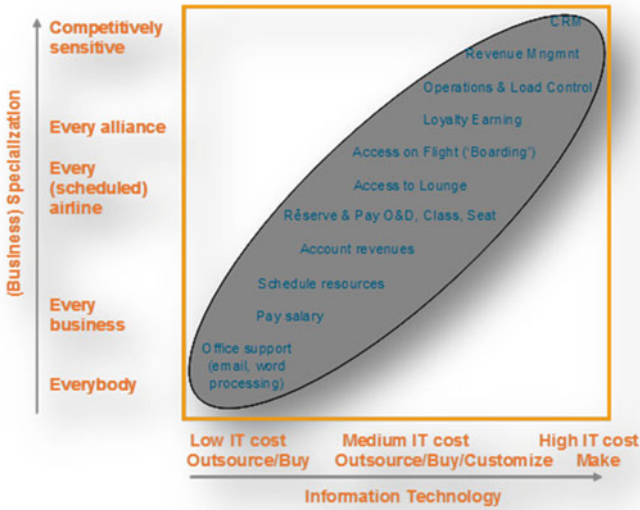 Competitively
sensitive
Every alliance
Every
(scheduled)
airline
Every
business
Everybody
(Business) Specialization
CRM
Revenue Mngmnt
Operations & Load Control
Loyalty Earning
Access on Flight ('Boarding')
Access to Lounge
Reserve & Pay O&D, Class, Seat
Account revenues
Schedule resources
Pay salary
Office support
(email, word
processing)
Low IT cost
Outsource/Buy
Medium IT cost
Outsource/Buy/Customize
High IT cost
Make
Information Technology